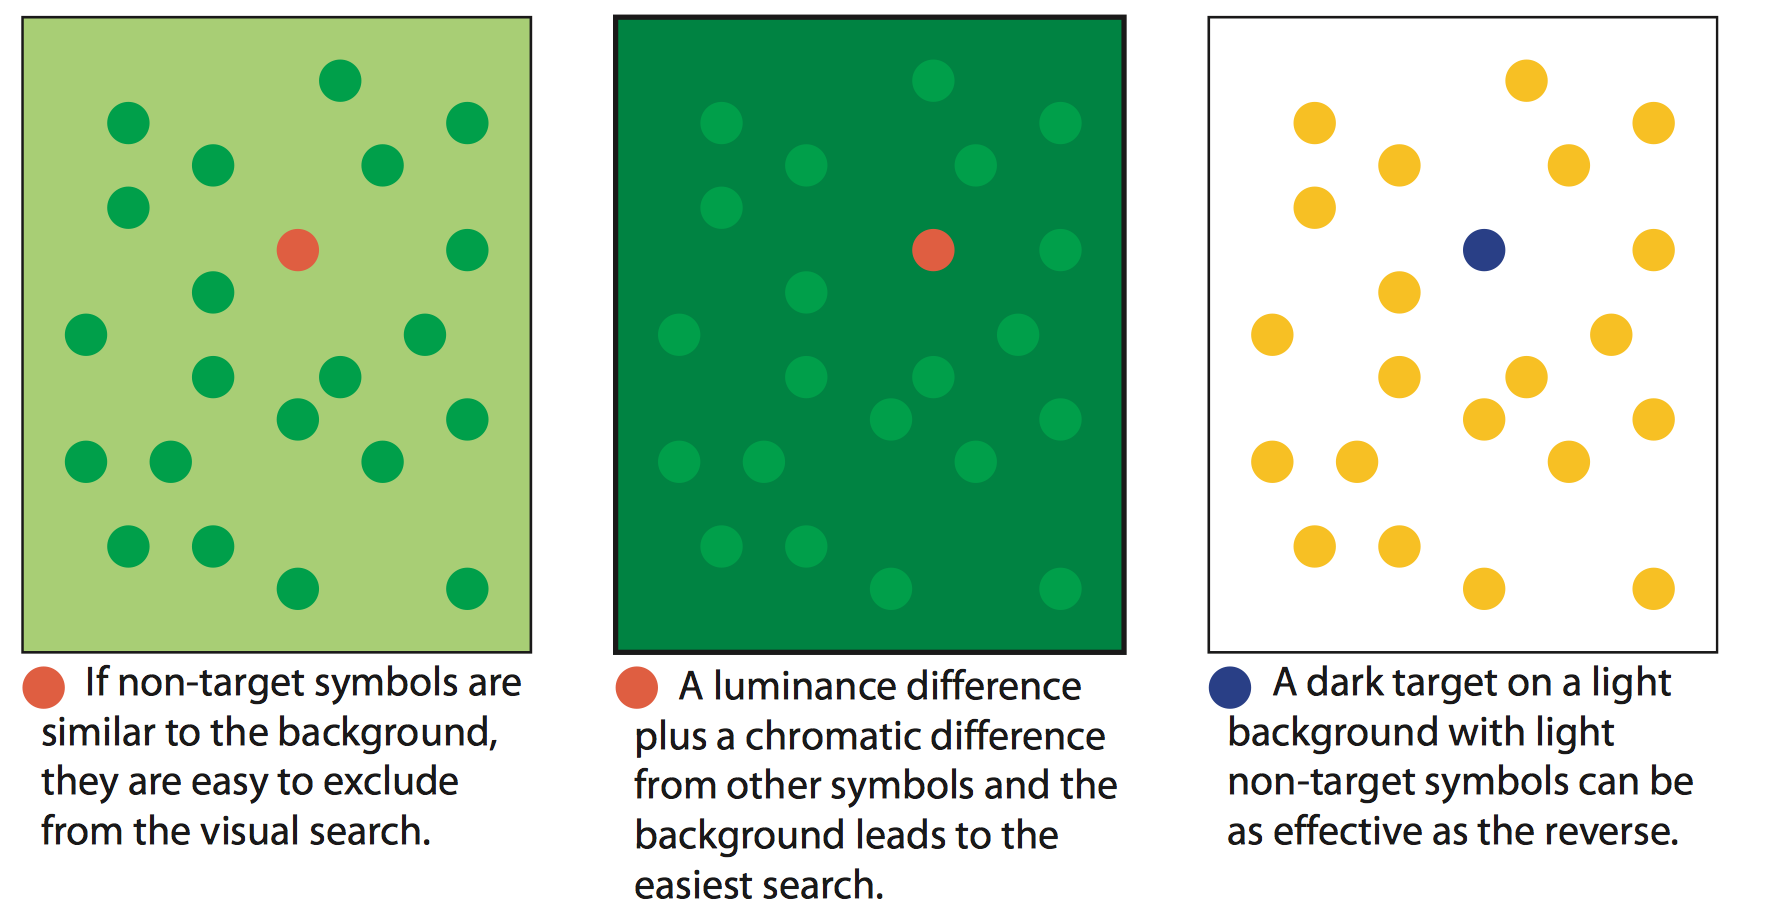 If non-target symbols are
similar to the background,
they are easy to exclude
from the visual search.
A luminance difference
plus a chromatic difference
from other symbols and the
background leads to the
easiest search.
A dark target on a light
background with light
non-target symbols can be
as effective as the reverse.